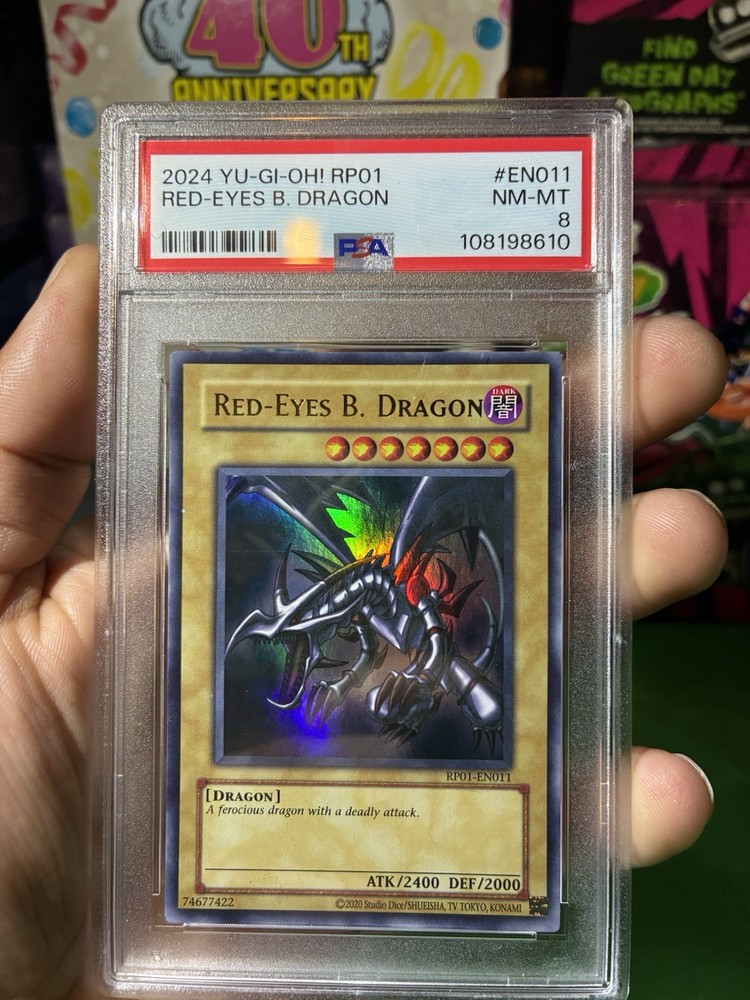 40TH
ANNIVERSARY
FIND
GREEN DAY
AUTOGRAPHS
2024 YU-GI-OH! RP01 #EN011
RED-EYES B. DRAGON NM-MT
8
PSA 108198610
RED-EYES B. DRAGON
DARK
闇
RP01-EN011
[DRAGON]
A ferocious dragon with a deadly attack.
ATK/2400 DEF/2000
74677422 ©2020 Studio Dice/SHUEISHA, TV TOKYO, KONAMI